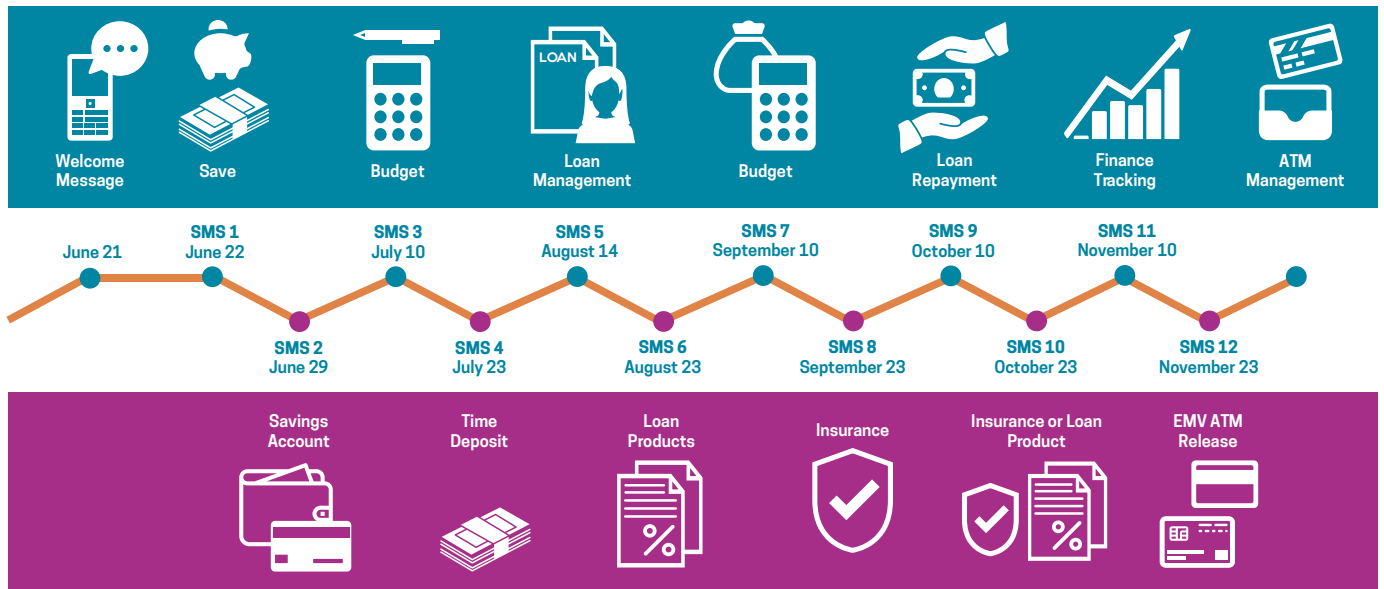 LOAN
Welcome
Message
Save
Budget
Loan
Management
Budget
Loan
Repayment
Finance
Tracking
ATM
Management
June 21
SMS 1
June 22
SMS 3
July 10
SMS 5
August 14
SMS 7
September 10
SMS 9
October 10
SMS 11
November 10
SMS 2
June 29
SMS 4
July 23
SMS 6
August 23
SMS 8
September 23
SMS 10
October 23
SMS 12
November 23
Savings
Account
Time
Deposit
Loan
Products
Insurance
Insurance or Loan
Product
EMV ATM
Release